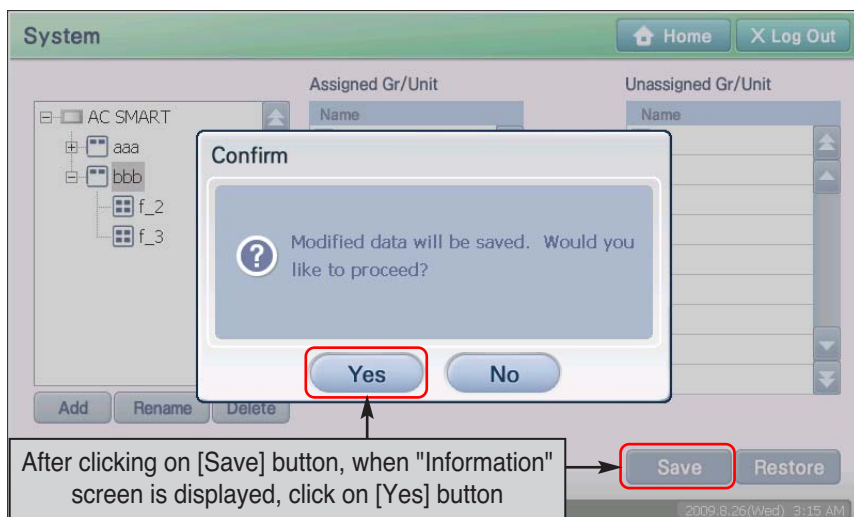 System
Home
X Log Out
Assigned Gr/Unit
Unassigned Gr/Unit
AC SMART
Name
Name
aaa
bbb
f_2
f_3
Confirm
Modified data will be saved. Would you
like to proceed?
Yes
No
Add
Rename
Delete
After clicking on [Save] button, when "Information"
screen is displayed, click on [Yes] button
Save
Restore
2009.8.26(Wed) 3:15 AM